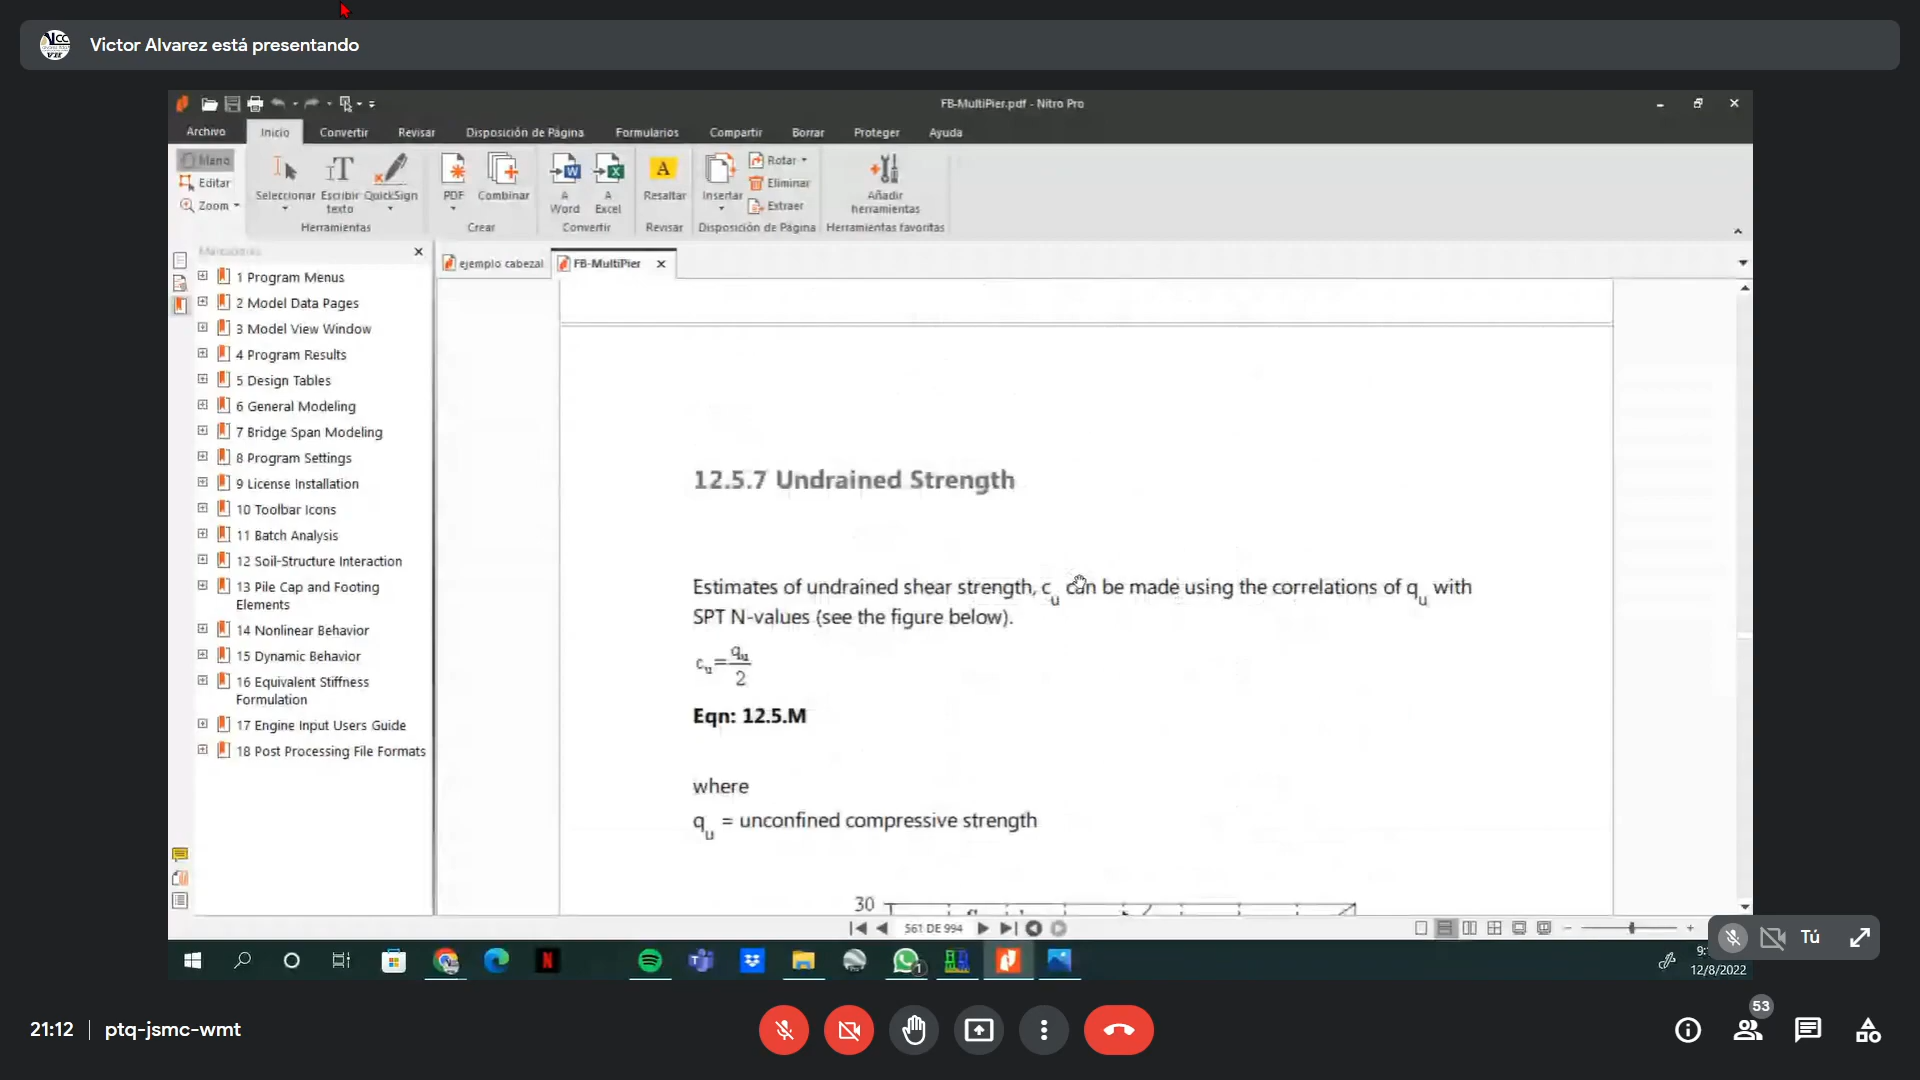 Victor Alvarez está presentando
FB-MultiPier.pdf - Nitro Pro
Archivo Inicio Convertir Revisar Disposición de Página Formularios Compartir Borrar Proteger Ayuda
Mano
Editar
Zoom
Seleccionar
Escribir texto
QuickSign
Herramientas
PDF
Combinar
Crear
A Word
A Excel
Convertir
Resaltar
Revisar
Insertar
Rotar
Eliminar
Extraer
Disposición de Página
Añadir herramientas
Herramientas favoritas
ejemplo cabezal
FB-MultiPier
1 Program Menus
2 Model Data Pages
3 Model View Window
4 Program Results
5 Design Tables
6 General Modeling
7 Bridge Span Modeling
8 Program Settings
9 License Installation
10 Toolbar Icons
11 Batch Analysis
12 Soil-Structure Interaction
13 Pile Cap and Footing
Elements
14 Nonlinear Behavior
15 Dynamic Behavior
16 Equivalent Stiffness
Formulation
17 Engine Input Users Guide
18 Post Processing File Formats
12.5.7 Undrained Strength
Estimates of undrained shear strength, c_u can be made using the correlations of q_u with
SPT N-values (see the figure below).
c_u = q_u / 2
Eqn: 12.5.M
where
q_u = unconfined compressive strength
30
561 DE 994
Tú
12/8/2022
21:12 | ptq-jsmc-wmt
53